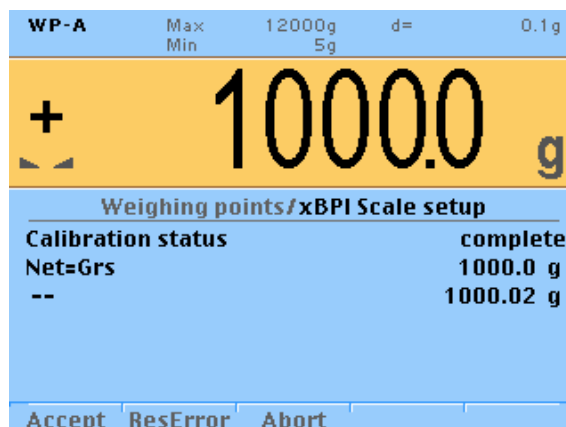 WP-A Max 12000g d= 0.1g
Min 5g
+ 1000.0 g
Weighing points/xBPI Scale setup
Calibration status complete
Net=Grs 1000.0 g
-- 1000.02 g
Accept ResError Abort